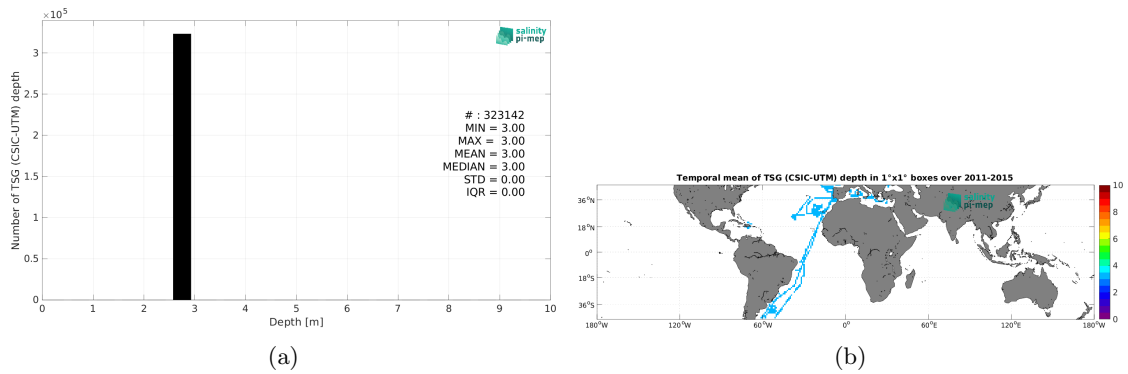 ×10⁵
3
2.5
2
1.5
1
0.5
0
Number of TSG (CSIC-UTM) depth
salinity
pi-mep
# : 323142
MIN = 3.00
MAX = 3.00
MEAN = 3.00
MEDIAN = 3.00
STD = 0.00
IQR = 0.00
0 1 2 3 4 5 6 7 8 9 10
Depth [m]
(a)
Temporal mean of TSG (CSIC-UTM) depth in 1°x1° boxes over 2011-2015
36°N
18°N
0°
18°S
36°S
salinity
pi-mep
180°W 120°W 60°W 0° 60°E 120°E 180°W
10
8
6
4
2
0
(b)